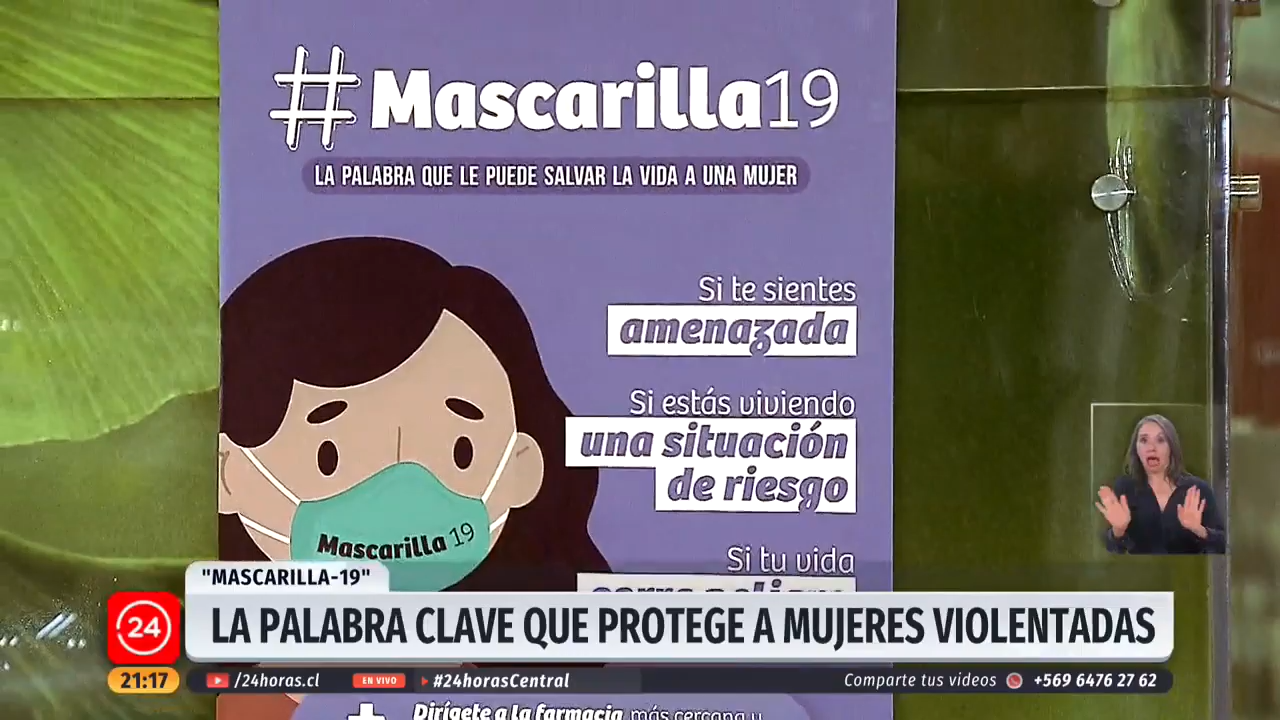 #Mascarilla19
LA PALABRA QUE LE PUEDE SALVAR LA VIDA A UNA MUJER
Si te sientes
amenazada
Si estás viviendo
una situación
de riesgo
Si tu vida
Mascarilla 19
"MASCARILLA-19"
24
LA PALABRA CLAVE QUE PROTEGE A MUJERES VIOLENTADAS
21:17
/24horas.cl
EN VIVO
#24horasCentral
Comparte tus videos
+569 6476 27 62
Dirígete a la farmacia más cercana y